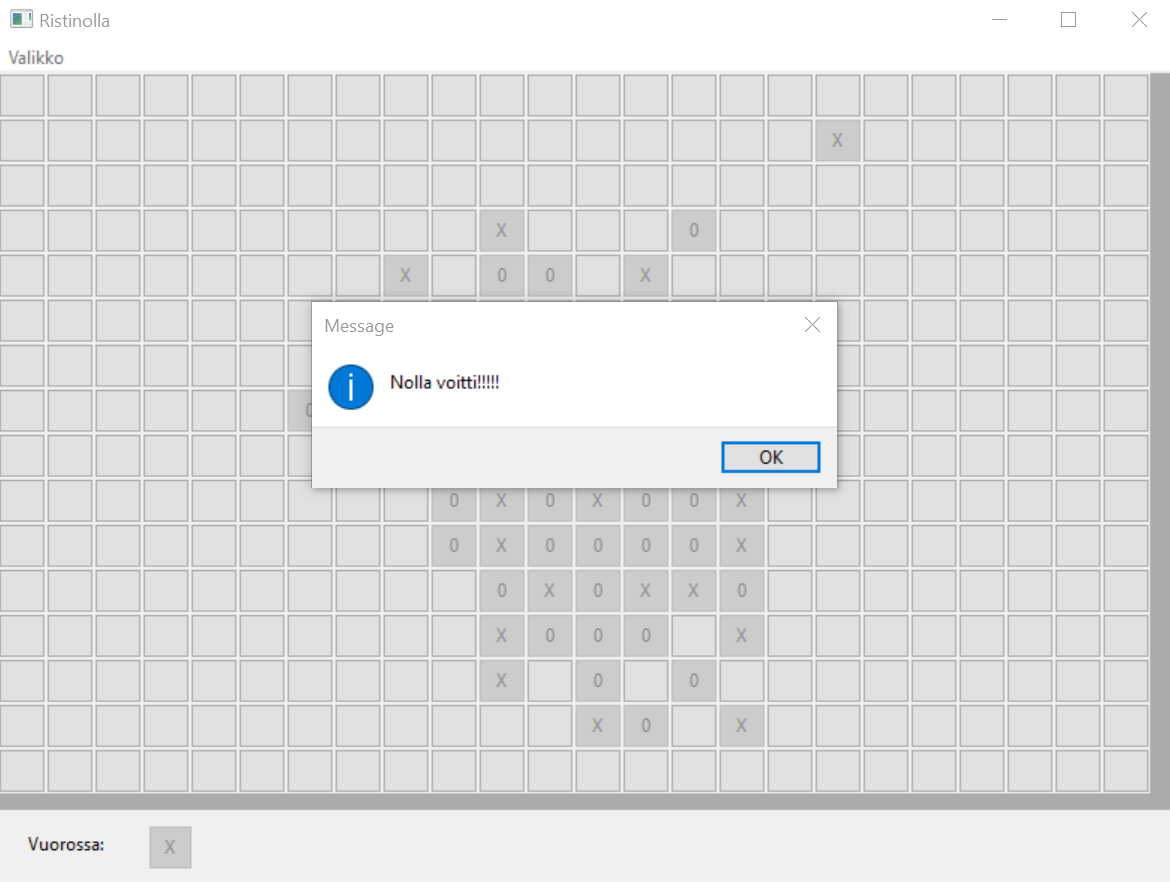 Ristinolla
Valikko
X
X 0
X 0 0 X
Message
Nolla voitti!!!!!
OK
0 X 0 X 0 0 X
0 X 0 0 0 0 X
0 X 0 X X 0
X 0 0 0 X
X 0 0
X 0 X
Vuorossa: X